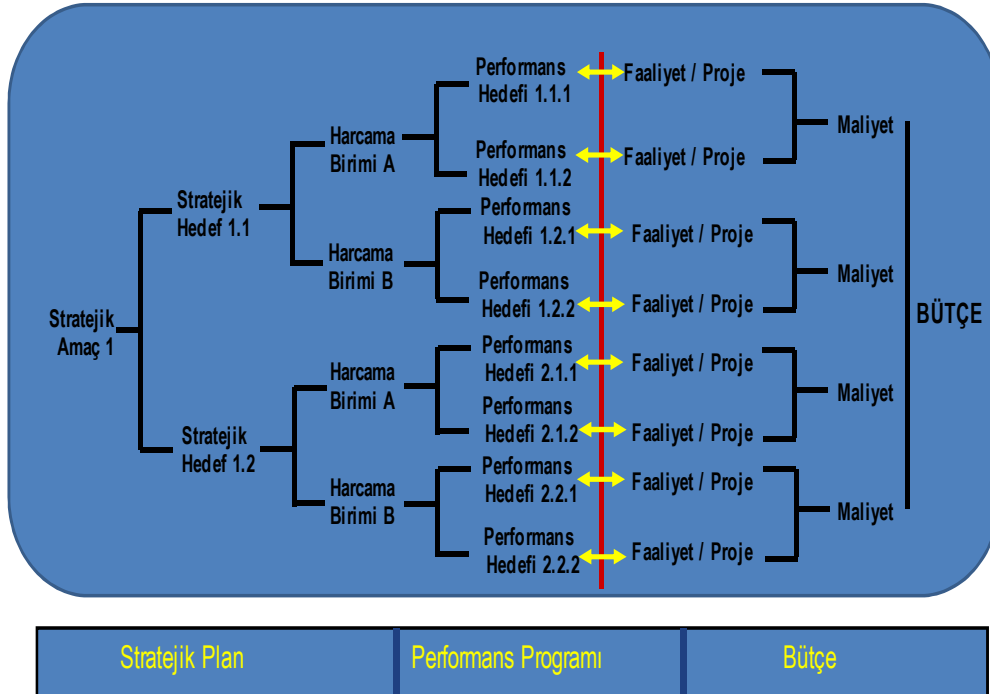 Stratejik
Amaç 1
Stratejik
Hedef 1.1
Stratejik
Hedef 1.2
Harcama
Birimi A
Harcama
Birimi B
Harcama
Birimi A
Harcama
Birimi B
Performans
Hedefi 1.1.1
Performans
Hedefi 1.1.2
Performans
Hedefi 1.2.1
Performans
Hedefi 1.2.2
Performans
Hedefi 2.1.1
Performans
Hedefi 2.1.2
Performans
Hedefi 2.2.1
Performans
Hedefi 2.2.2
Faaliyet / Proje
Faaliyet / Proje
Faaliyet / Proje
Faaliyet / Proje
Faaliyet / Proje
Faaliyet / Proje
Faaliyet / Proje
Faaliyet / Proje
Maliyet
Maliyet
Maliyet
Maliyet
BÜTÇE
Stratejik Plan
Performans Programı
Bütçe